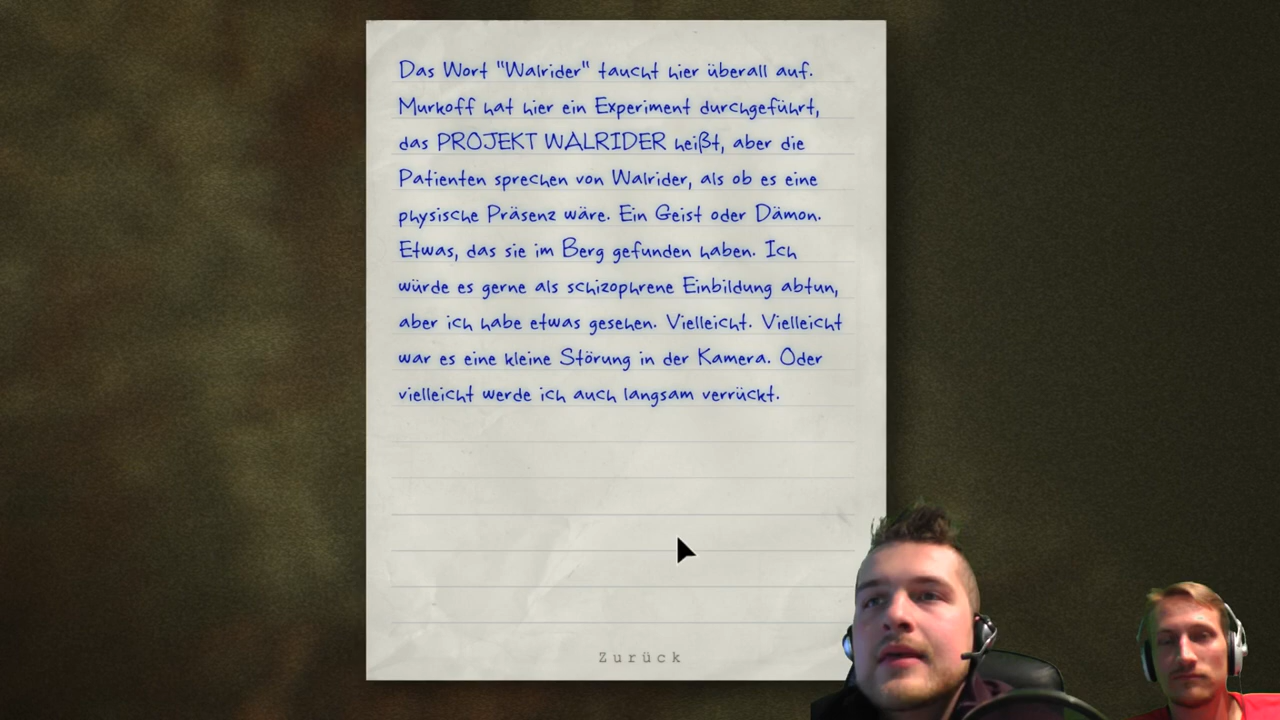 Das Wort "Walrider" taucht hier überall auf.
Murkoff hat hier ein Experiment durchgeführt,
das PROJEKT WALRIDER heißt, aber die
Patienten sprechen von Walrider, als ob es eine
physische Präsenz wäre. Ein Geist oder Dämon.
Etwas, das sie im Berg gefunden haben. Ich
würde es gerne als schizophrene Einbildung abtun,
aber ich habe etwas gesehen. Vielleicht. Vielleicht
war es eine kleine Störung in der Kamera. Oder
vielleicht werde ich auch langsam verrückt.
Zurück